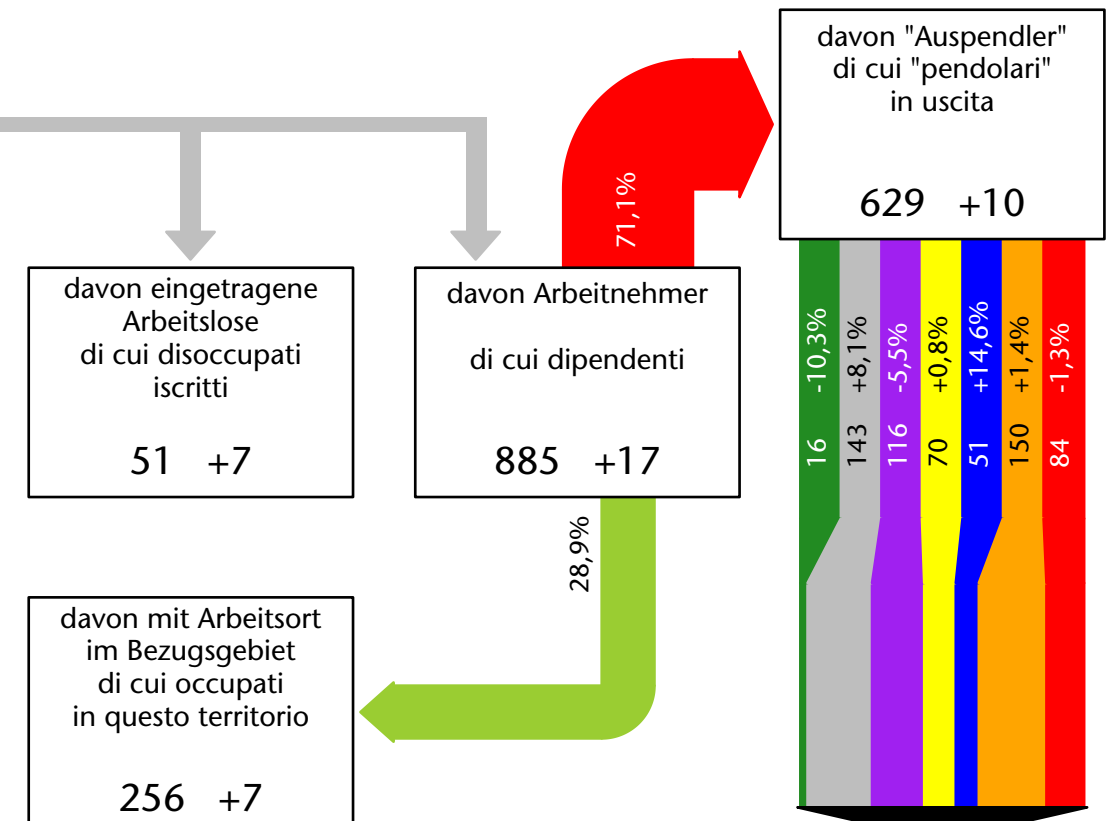 davon "Auspendler"
di cui "pendolari"
in uscita
629 +10
71,1%
davon eingetragene
Arbeitslose
di cui disoccupati
iscritti
51 +7
davon Arbeitnehmer
di cui dipendenti
885 +17
16 -10,3%
143 +8,1%
116 -5,5%
70 +0,8%
51 +14,6%
150 +1,4%
84 -1,3%
28,9%
davon mit Arbeitsort
im Bezugsgebiet
di cui occupati
in questo territorio
256 +7